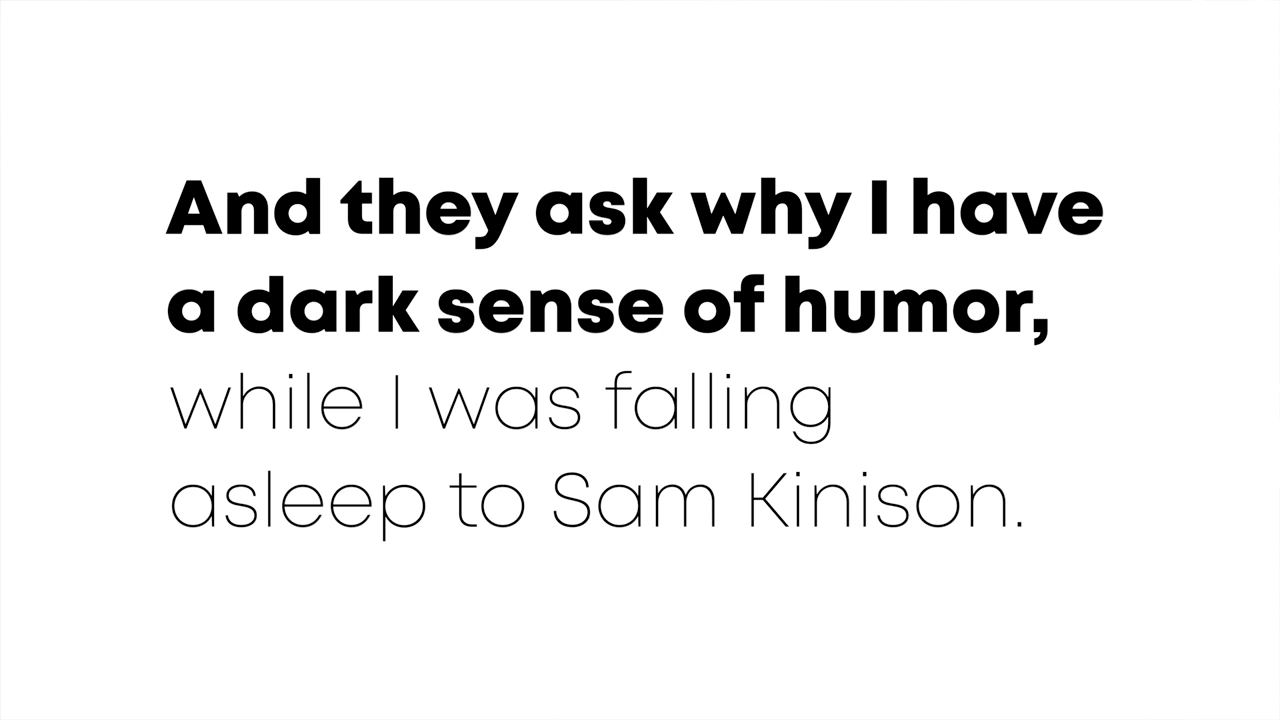 And they ask why I have
a dark sense of humor,
while I was falling
asleep to Sam Kinison.